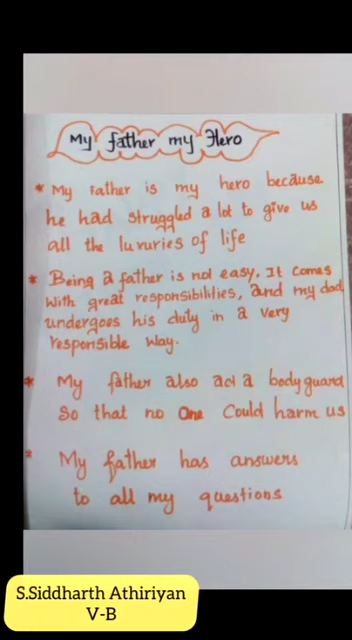 My father my Hero
* My Father is my hero because
he had struggled a lot to give us
all the luxuries of life
* Being a father is not easy. It comes
with great responsibilities, and my dad
undergoes his duty in a very
responsible way.
* My father also act a bodyguard
so that no one could harm us
* My father has answers
to all my questions
S.Siddharth Athiriyan
V-B